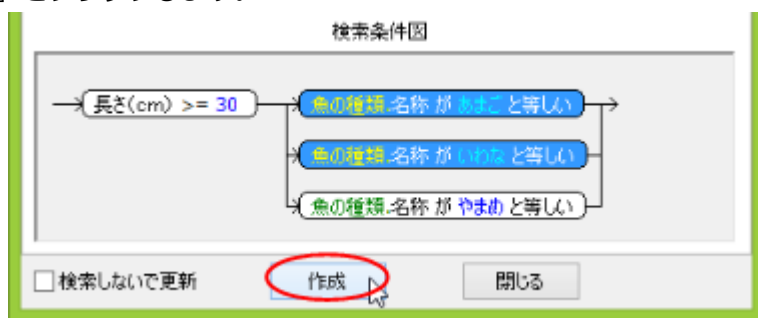 検索条件図
長さ(cm) >= 30
魚の種類.名称 が あまご と等しい
魚の種類.名称 が いわな と等しい
魚の種類.名称 が やまめ と等しい
検索しないで更新
作成
閉じる